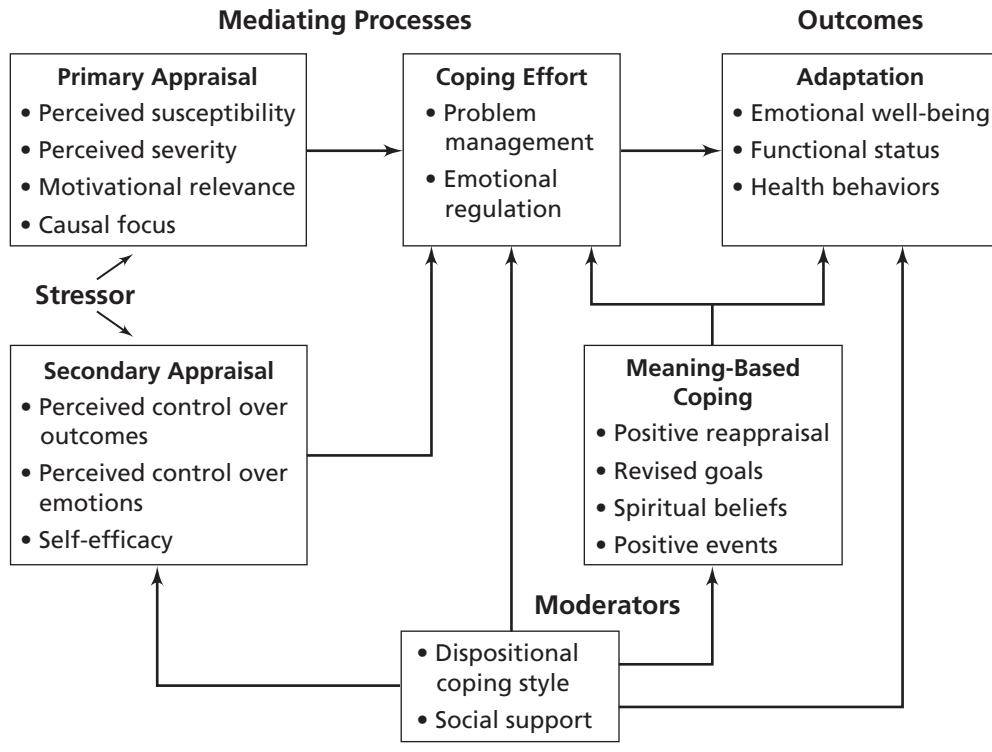 Mediating Processes
Outcomes
Primary Appraisal
• Perceived susceptibility
• Perceived severity
• Motivational relevance
• Causal focus
Coping Effort
• Problem
management
• Emotional
regulation
Adaptation
• Emotional well-being
• Functional status
• Health behaviors
Stressor
Secondary Appraisal
• Perceived control over
outcomes
• Perceived control over
emotions
• Self-efficacy
Meaning-Based
Coping
• Positive reappraisal
• Revised goals
• Spiritual beliefs
• Positive events
Moderators
• Dispositional
coping style
• Social support